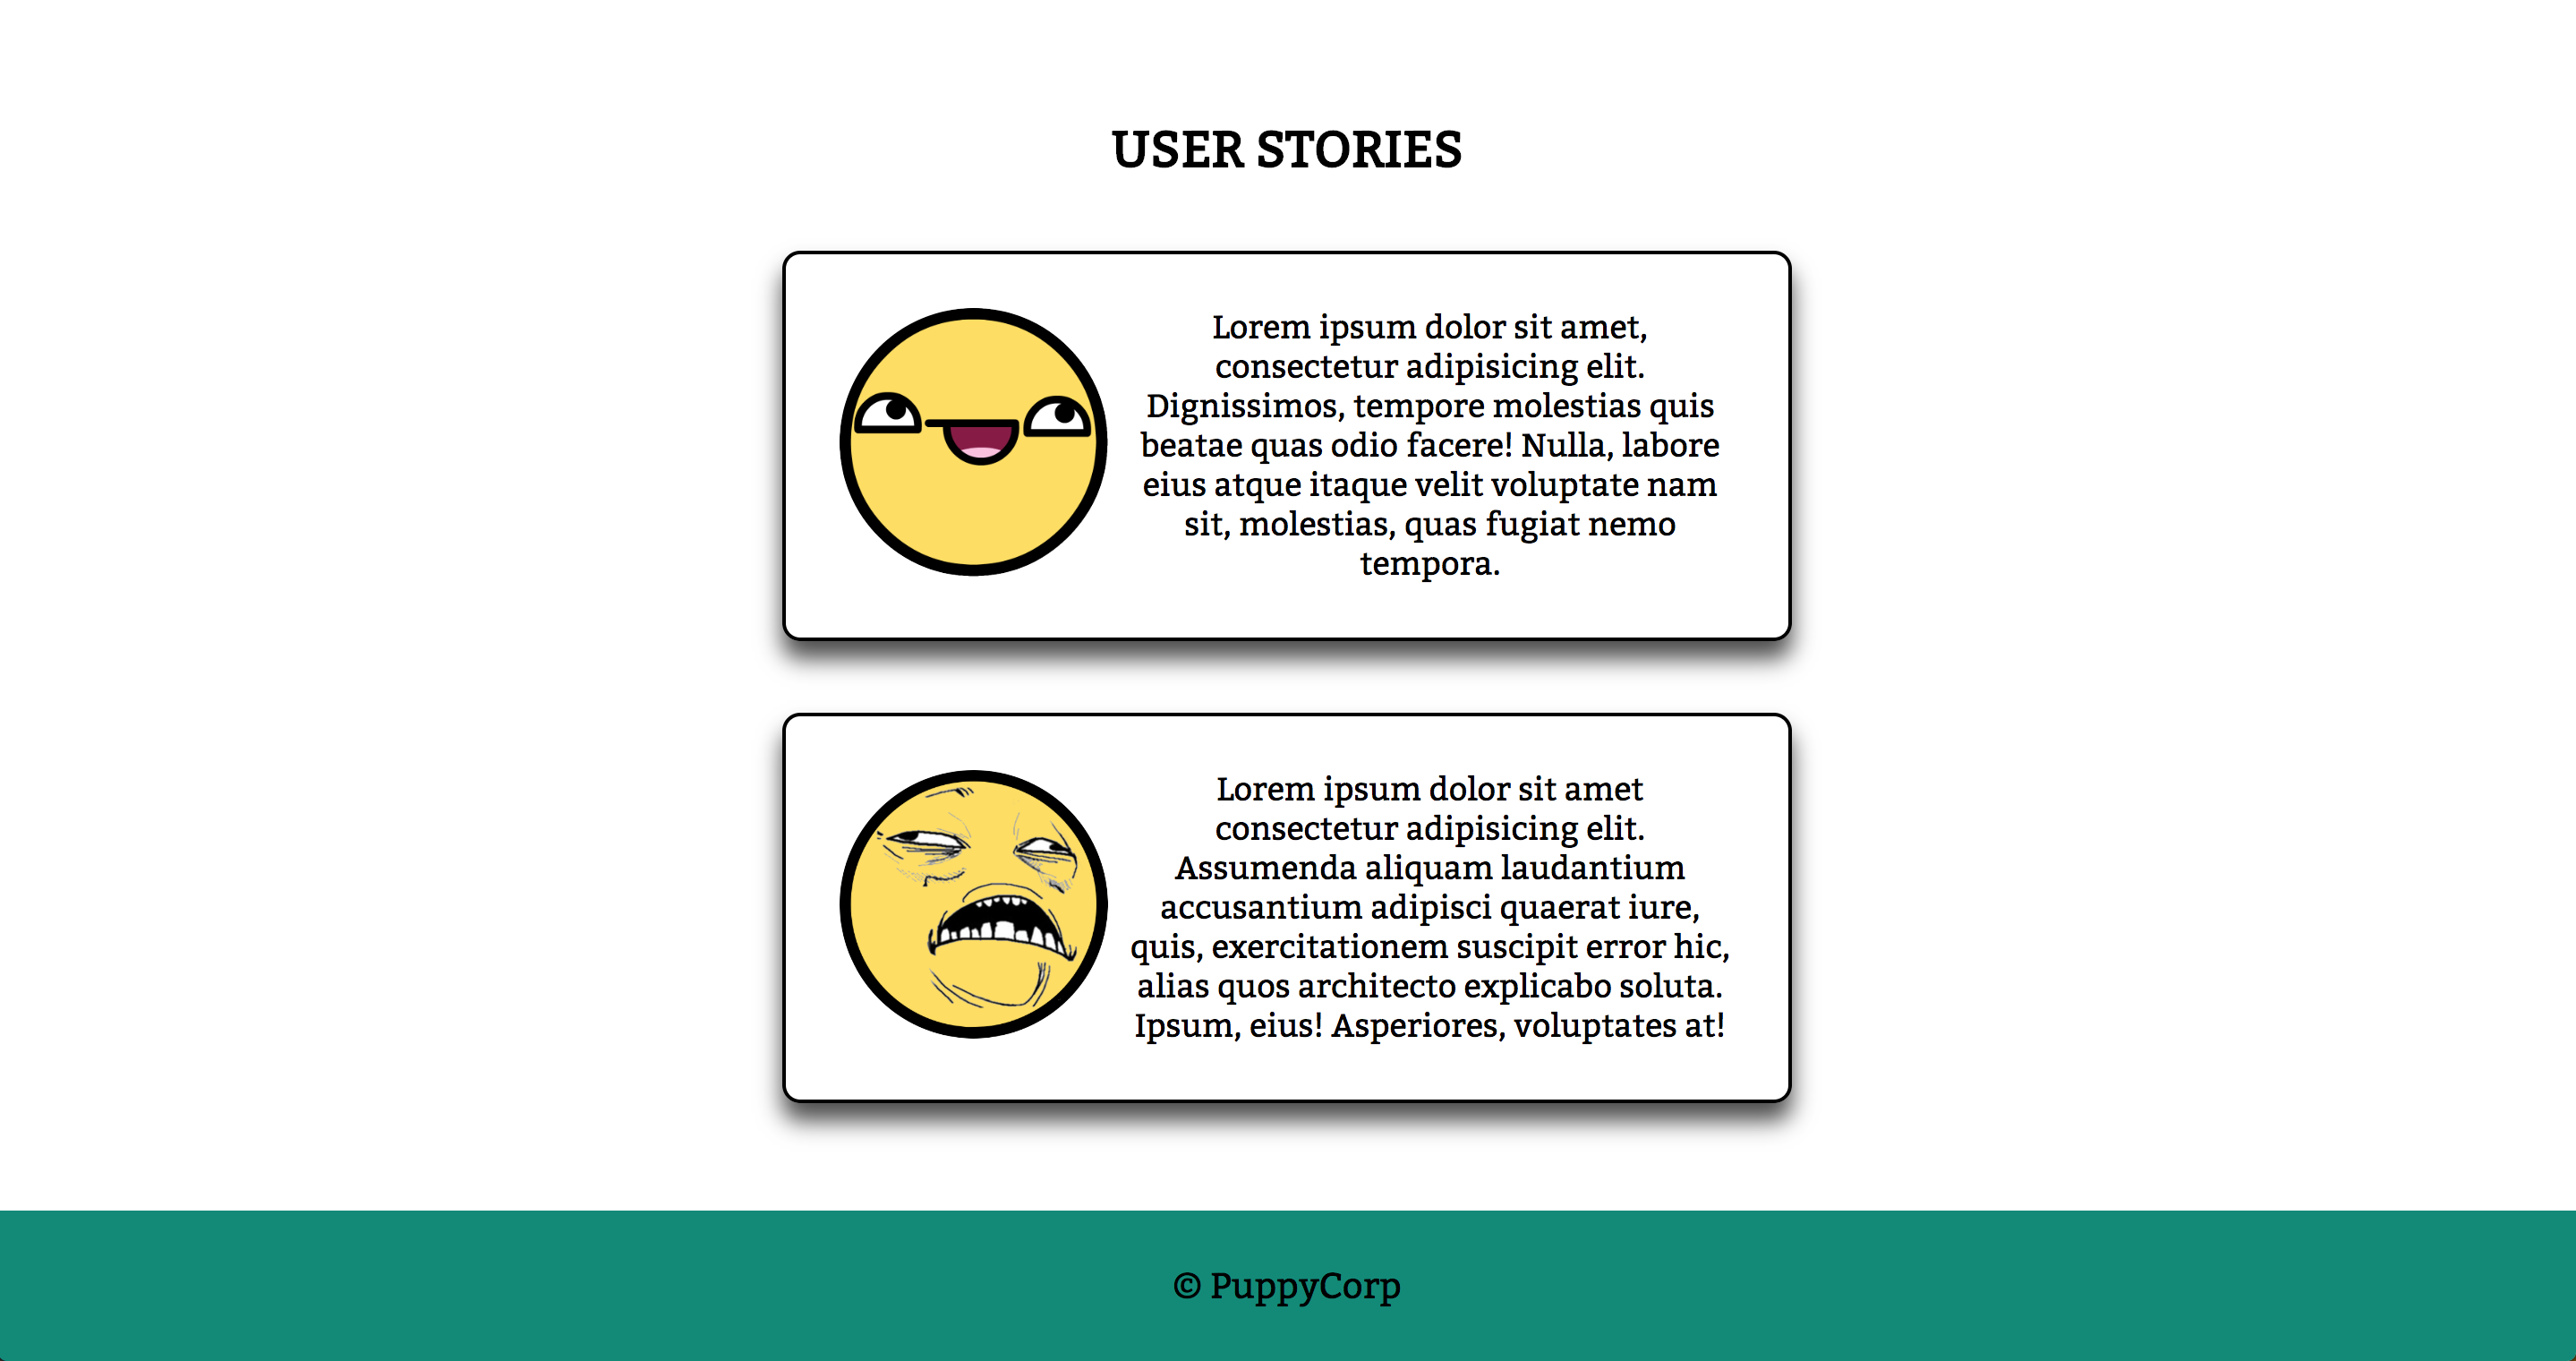 USER STORIES
Lorem ipsum dolor sit amet,
consectetur adipisicing elit.
Dignissimos, tempore molestias quis
beatae quas odio facere! Nulla, labore
eius atque itaque velit voluptate nam
sit, molestias, quas fugiat nemo
tempora.
Lorem ipsum dolor sit amet
consectetur adipisicing elit.
Assumenda aliquam laudantium
accusantium adipisci quaerat iure,
quis, exercitationem suscipit error hic,
alias quos architecto explicabo soluta.
Ipsum, eius! Asperiores, voluptates at!
© PuppyCorp